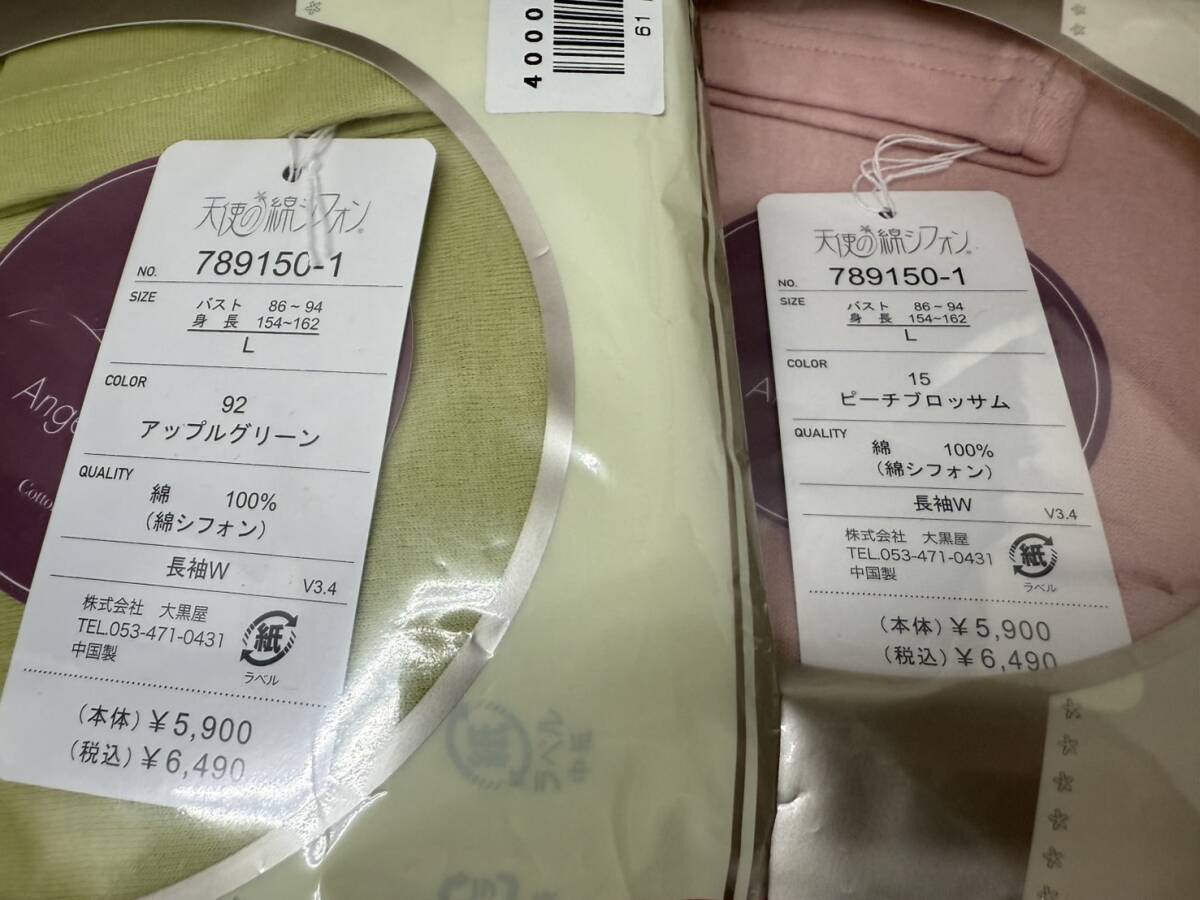 天使の綿シフォン®
NO. 789150-1
SIZE バスト 86～94
身長 154~162
L
COLOR
92
アップルグリーン
QUALITY
綿 100%
(綿シフォン)
長袖W V3.4
株式会社 大黒屋
TEL.053-471-0431
中国製
紙
ラベル
(本体)￥5,900
(税込)￥6,490
Ange
Cotto
4000
61
天使の綿シフォン®
NO. 789150-1
SIZE バスト 86～94
身長 154~162
L
COLOR
15
ピーチブロッサム
QUALITY
綿 100%
(綿シフォン)
長袖W V3.4
株式会社 大黒屋
TEL.053-471-0431
中国製
紙
ラベル
(本体)￥5,900
(税込)￥6,490